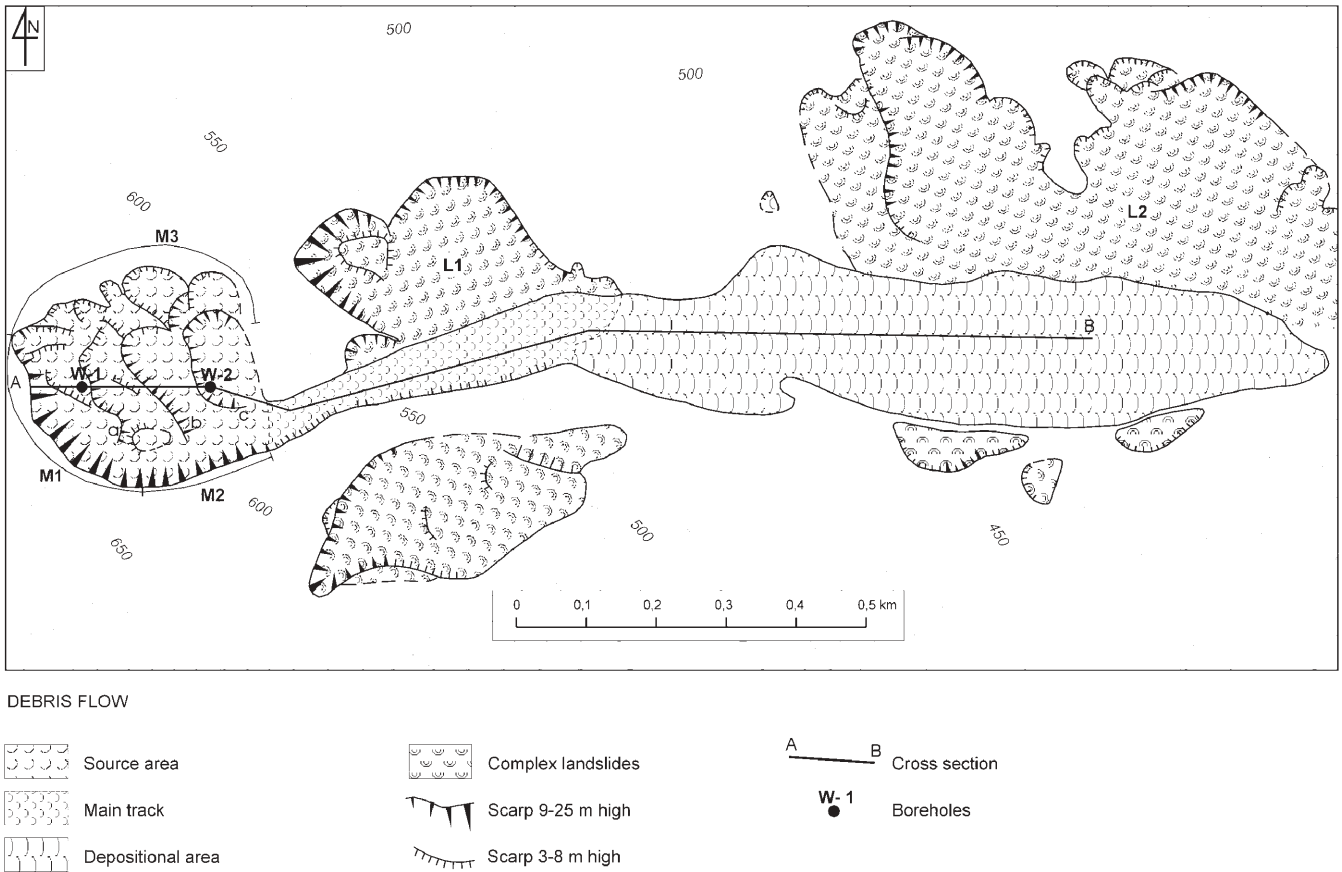 N
500
500
550
600
M3
L2
L1
A
W-1
W-2
B
a
b
c
550
M1
M2
600
650
500
450
0 0,1 0,2 0,3 0,4 0,5 km
DEBRIS FLOW
Source area
Main track
Depositional area
Complex landslides
Scarp 9-25 m high
Scarp 3-8 m high
A B Cross section
W- 1 Boreholes